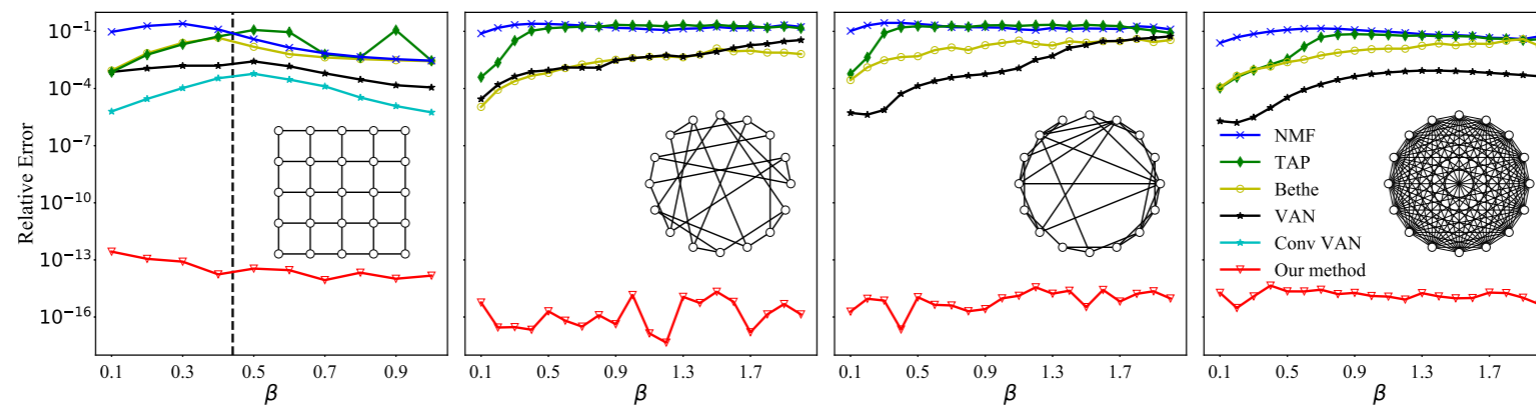 Relative Error
10⁻¹
10⁻⁴
10⁻⁷
10⁻¹⁰
10⁻¹³
10⁻¹⁶
0.1 0.3 0.5 0.7 0.9
β
0.1 0.5 0.9 1.3 1.7
β
0.1 0.5 0.9 1.3 1.7
β
NMF
TAP
Bethe
VAN
Conv VAN
Our method
0.1 0.5 0.9 1.3 1.7
β